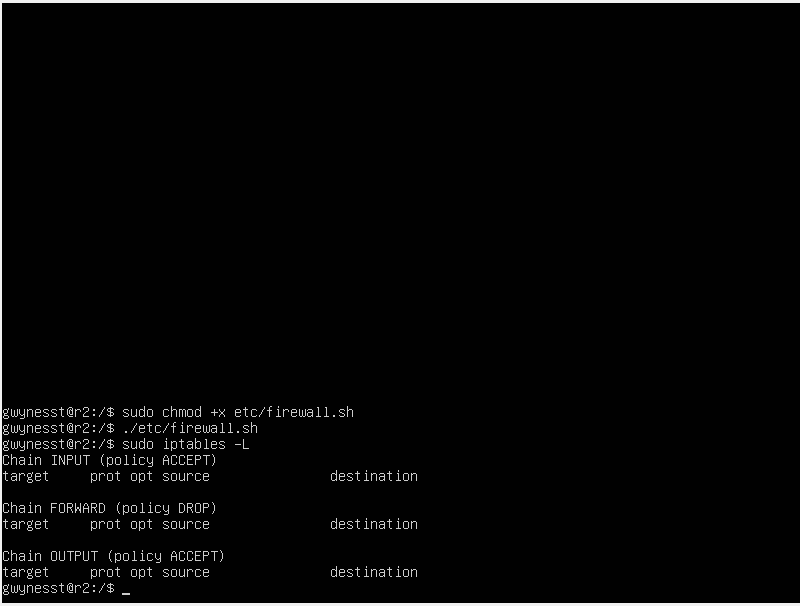 gwynesst@r2:/$ sudo chmod +x etc/firewall.sh
gwynesst@r2:/$ ./etc/firewall.sh
gwynesst@r2:/$ sudo iptables -L
Chain INPUT (policy ACCEPT)
target     prot opt source               destination
Chain FORWARD (policy DROP)
target     prot opt source               destination
Chain OUTPUT (policy ACCEPT)
target     prot opt source               destination
gwynesst@r2:/$ _